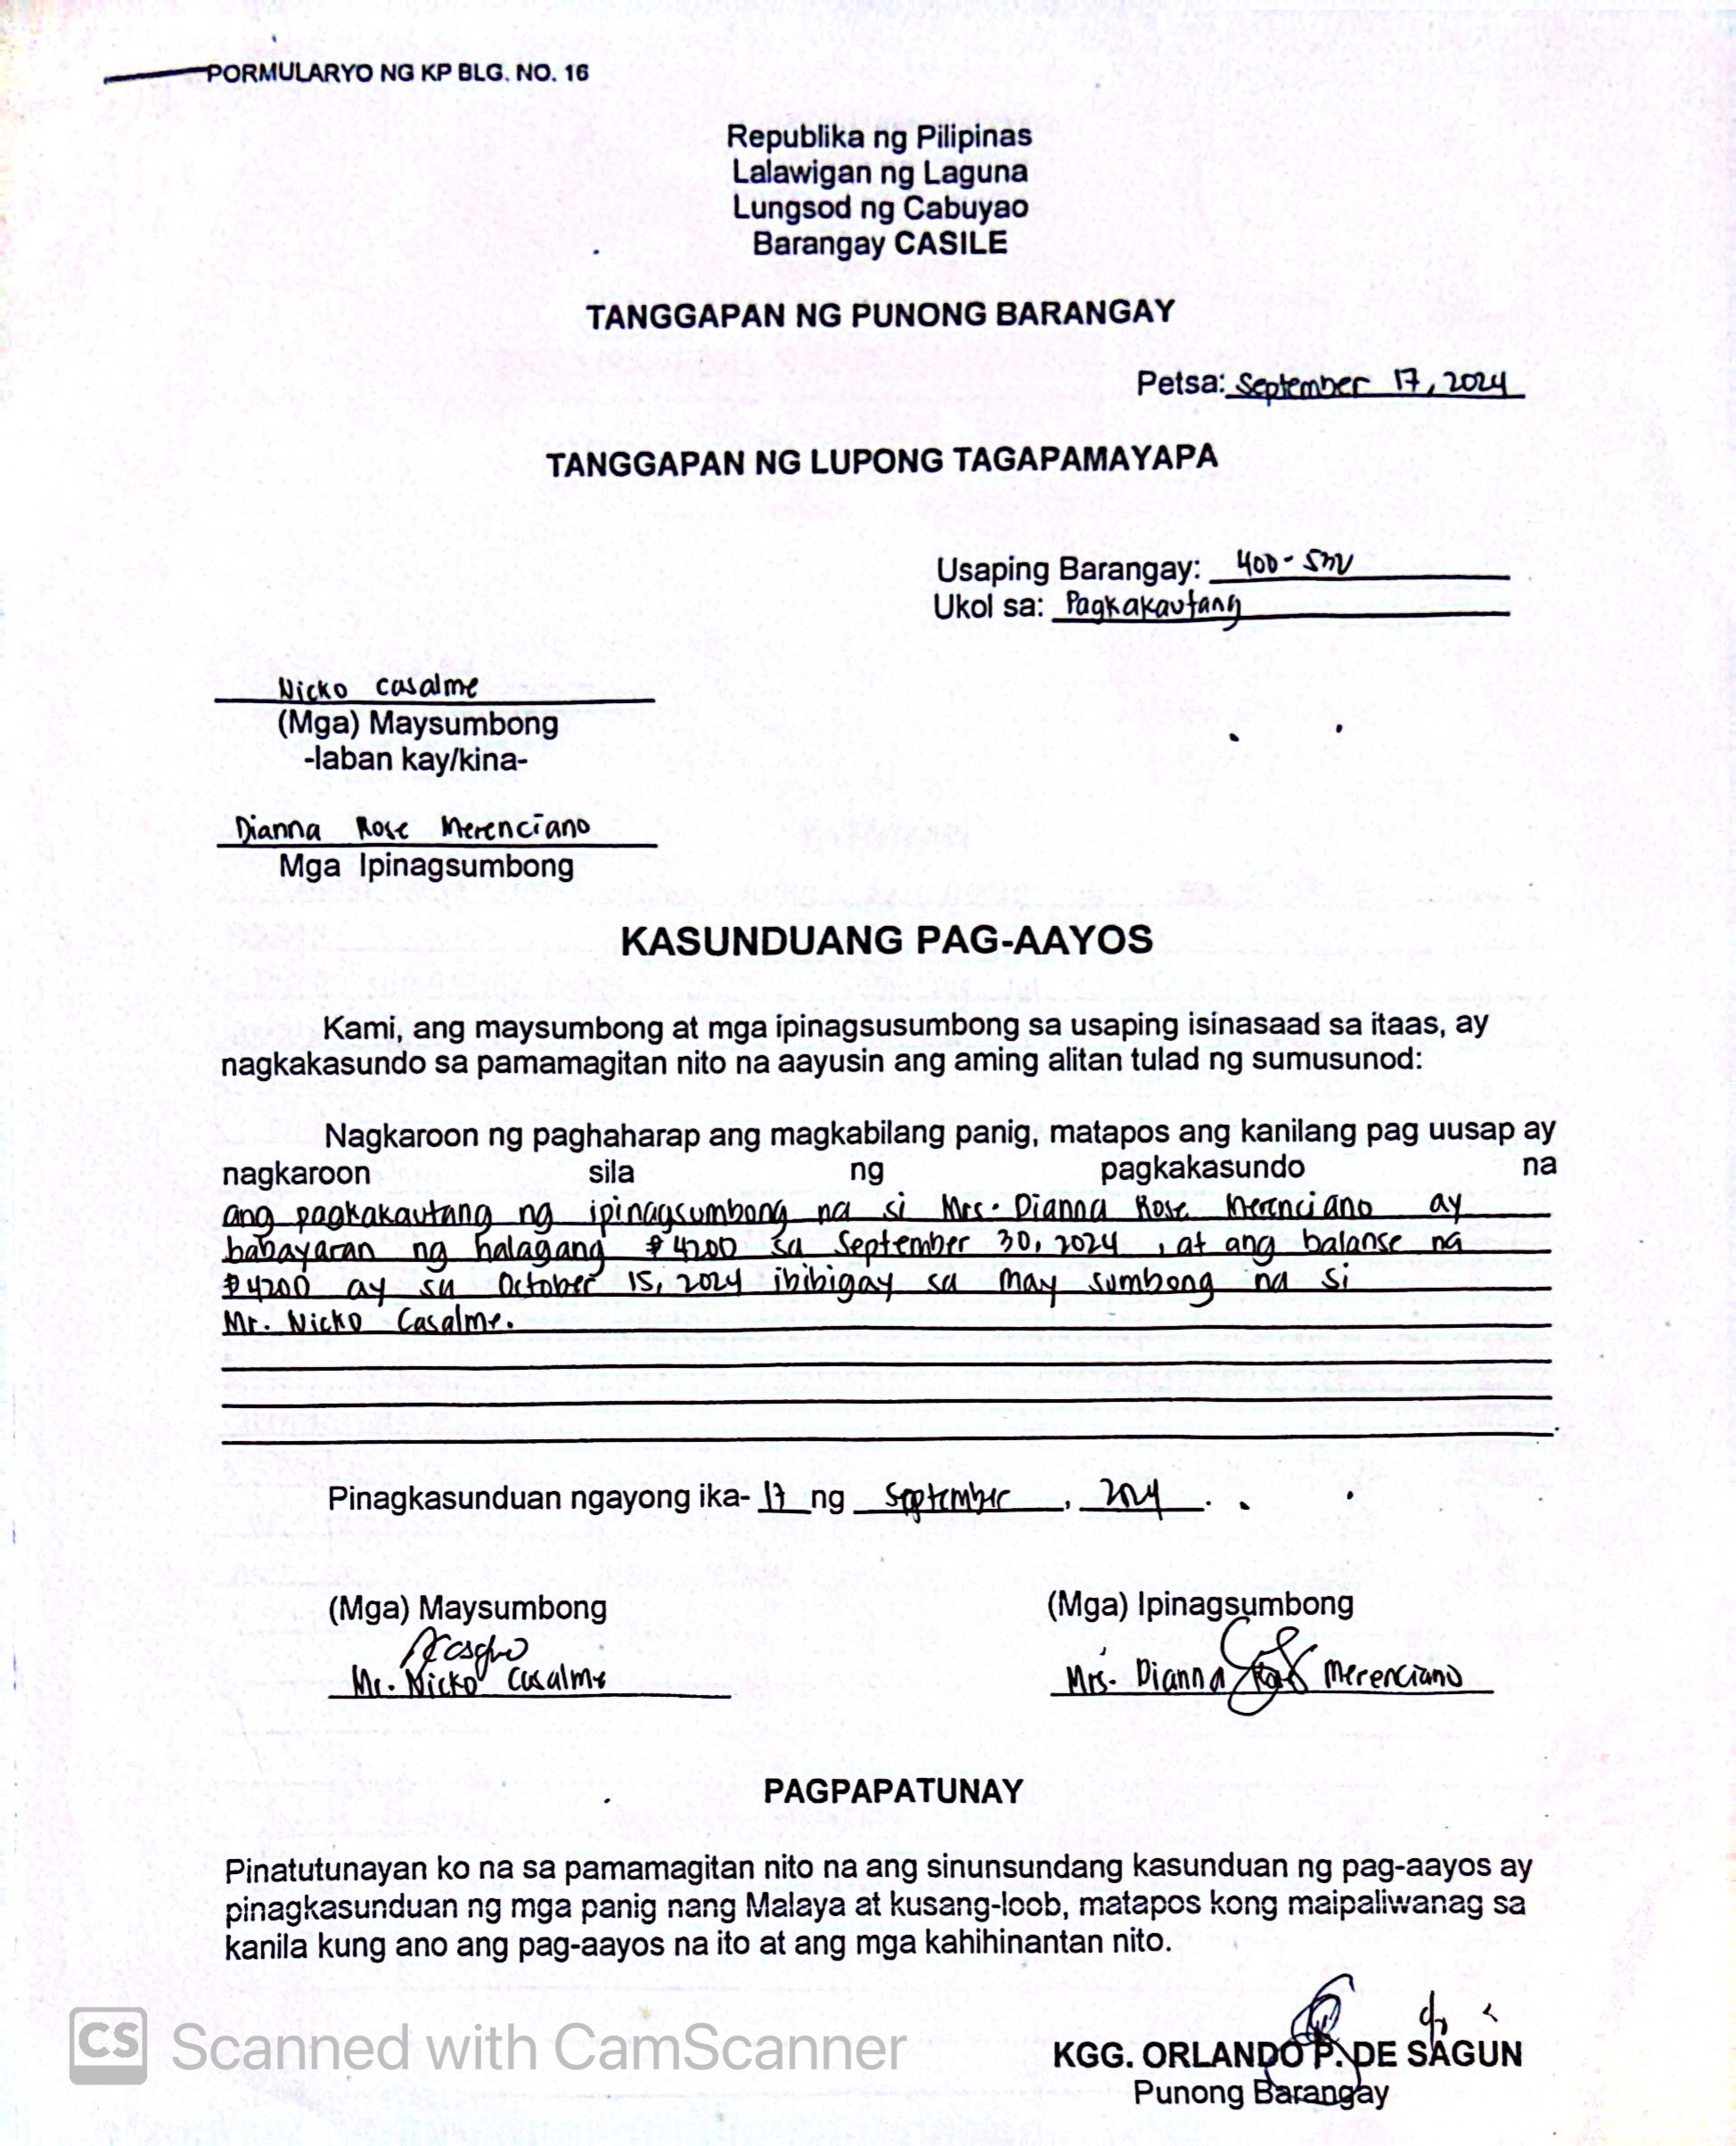 PORMULARYO NG KP BLG. NO. 16
Republika ng Pilipinas
Lalawigan ng Laguna
Lungsod ng Cabuyao
Barangay CASILE
TANGGAPAN NG PUNONG BARANGAY
Petsa: September 17, 2024
TANGGAPAN NG LUPONG TAGAPAMAYAPA
Usaping Barangay: 400-
Ukol sa: Pagkakautang
Nicko Casalme
(Mga) Maysumbong
-laban kay/kina-
Dianna Rose Merenciano
Mga Ipinagsumbong
KASUNDUANG PAG-AAYOS
Kami, ang maysumbong at mga ipinagsusumbong sa usaping isinasaad sa itaas, ay
nagkakasundo sa pamamagitan nito na aayusin ang aming alitan tulad ng sumusunod:
Nagkaroon ng paghaharap ang magkabilang panig, matapos ang kanilang pag uusap ay
nagkaroon sila ng pagkakasundo na
ang pagkakautang ng ipinagsumbong na si Mrs. Dianna Rose Merenciano ay
babayaran ng halagang ₱4200 sa September 30, 2024, at ang balanse na
₱4200 ay sa October 15, 2024 ibibigay sa may sumbong na si
Mr. Nicko Casalme.
Pinagkasunduan ngayong ika- 17 ng September, 2024.
(Mga) Maysumbong
Mr. Nicko Casalme
(Mga) Ipinagsumbong
Mrs. Dianna Rose Merenciano
PAGPAPATUNAY
Pinatutunayan ko na sa pamamagitan nito na ang sinunsundang kasunduan ng pag-aayos ay
pinagkasunduan ng mga panig nang Malaya at kusang-loob, matapos kong maipaliwanag sa
kanila kung ano ang pag-aayos na ito at ang mga kahihinantan nito.
KGG. ORLANDO P. DE SAGUN
Punong Barangay
CS Scanned with CamScanner